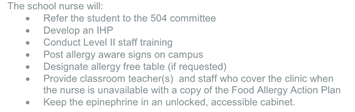 The school nurse will:
• Refer the student to the 504 committee
• Develop an IHP
• Conduct Level II staff training
• Post allergy aware signs on campus
• Designate allergy free table (if requested)
• Provide classroom teacher(s) and staff who cover the clinic when
the nurse is unavailable with a copy of the Food Allergy Action Plan
• Keep the epinephrine in an unlocked, accessible cabinet.